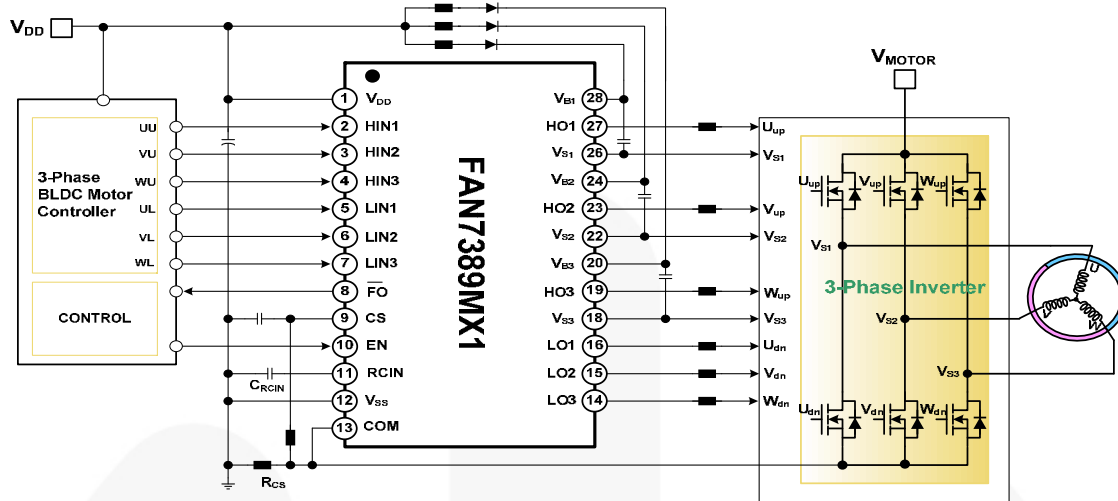 VDD
3-Phase
BLDC Motor
Controller
UU
VU
WU
UL
VL
WL
CONTROL
FAN7389MX1
1 VDD
2 HIN1
3 HIN2
4 HIN3
5 LIN1
6 LIN2
7 LIN3
8 FO
9 CS
10 EN
11 RCIN
12 VSS
13 COM
CRCIN
RCS
VB1 28
HO1 27
VS1 26
VB2 24
HO2 23
VS2 22
VB3 20
HO3 19
VS3 18
LO1 16
LO2 15
LO3 14
Uup
VS1
Vup
VS2
Wup
VS3
Udn
Vdn
Wdn
VMOTOR
Uup Vup Wup
VS1
3-Phase Inverter
VS2
VS3
Udn Vdn Wdn
U
V
W